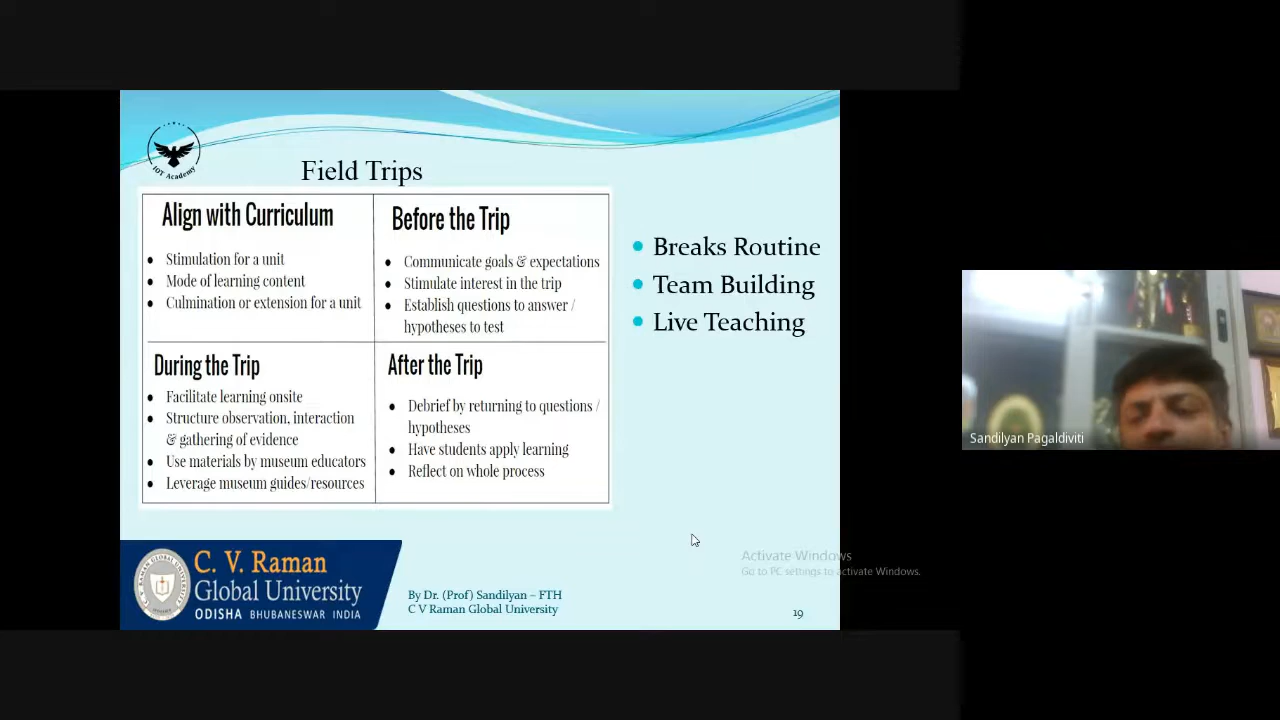 IOT Academy
Field Trips
Align with Curriculum
Stimulation for a unit
Mode of learning content
Culmination or extension for a unit
Before the Trip
Communicate goals & expectations
Stimulate interest in the trip
Establish questions to answer /
hypotheses to test
During the Trip
Facilitate learning onsite
Structure observation, interaction
& gathering of evidence
Use materials by museum educators
Leverage museum guides/resources
After the Trip
Debrief by returning to questions /
hypotheses
Have students apply learning
Reflect on whole process
Breaks Routine
Team Building
Live Teaching
Sandilyan Pagaldiviti
C. V. Raman
Global University
ODISHA BHUBANESWAR INDIA
By Dr. (Prof) Sandilyan – FTH
C V Raman Global University
Activate Windows
Go to PC settings to activate Windows.
19